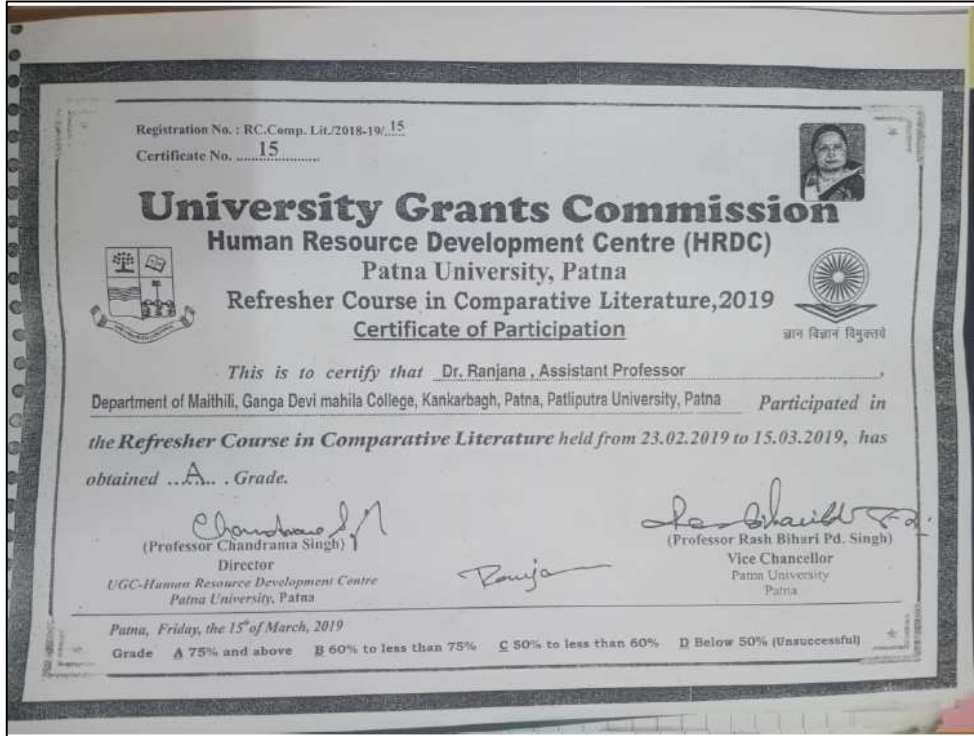 Registration No. : RC.Comp. Lit./2018-19/ 15
Certificate No. ......15............
University Grants Commission
Human Resource Development Centre (HRDC)
Patna University, Patna
Refresher Course in Comparative Literature,2019
Certificate of Participation
ज्ञान विज्ञानं विमुक्तये
This is to certify that Dr. Ranjana , Assistant Professor ,
Department of Maithili, Ganga Devi mahila College, Kankarbagh, Patna, Patliputra University, Patna Participated in
the Refresher Course in Comparative Literature held from 23.02.2019 to 15.03.2019, has
obtained ...A.. . Grade.
(Professor Chandrama Singh)
Director
UGC-Human Resource Development Centre
Patna University, Patna
Ranjana
(Professor Rash Bihari Pd. Singh)
Vice Chancellor
Patna University
Patna
Patna, Friday, the 15th of March, 2019
Grade A 75% and above B 60% to less than 75% C 50% to less than 60% D Below 50% (Unsuccessful)